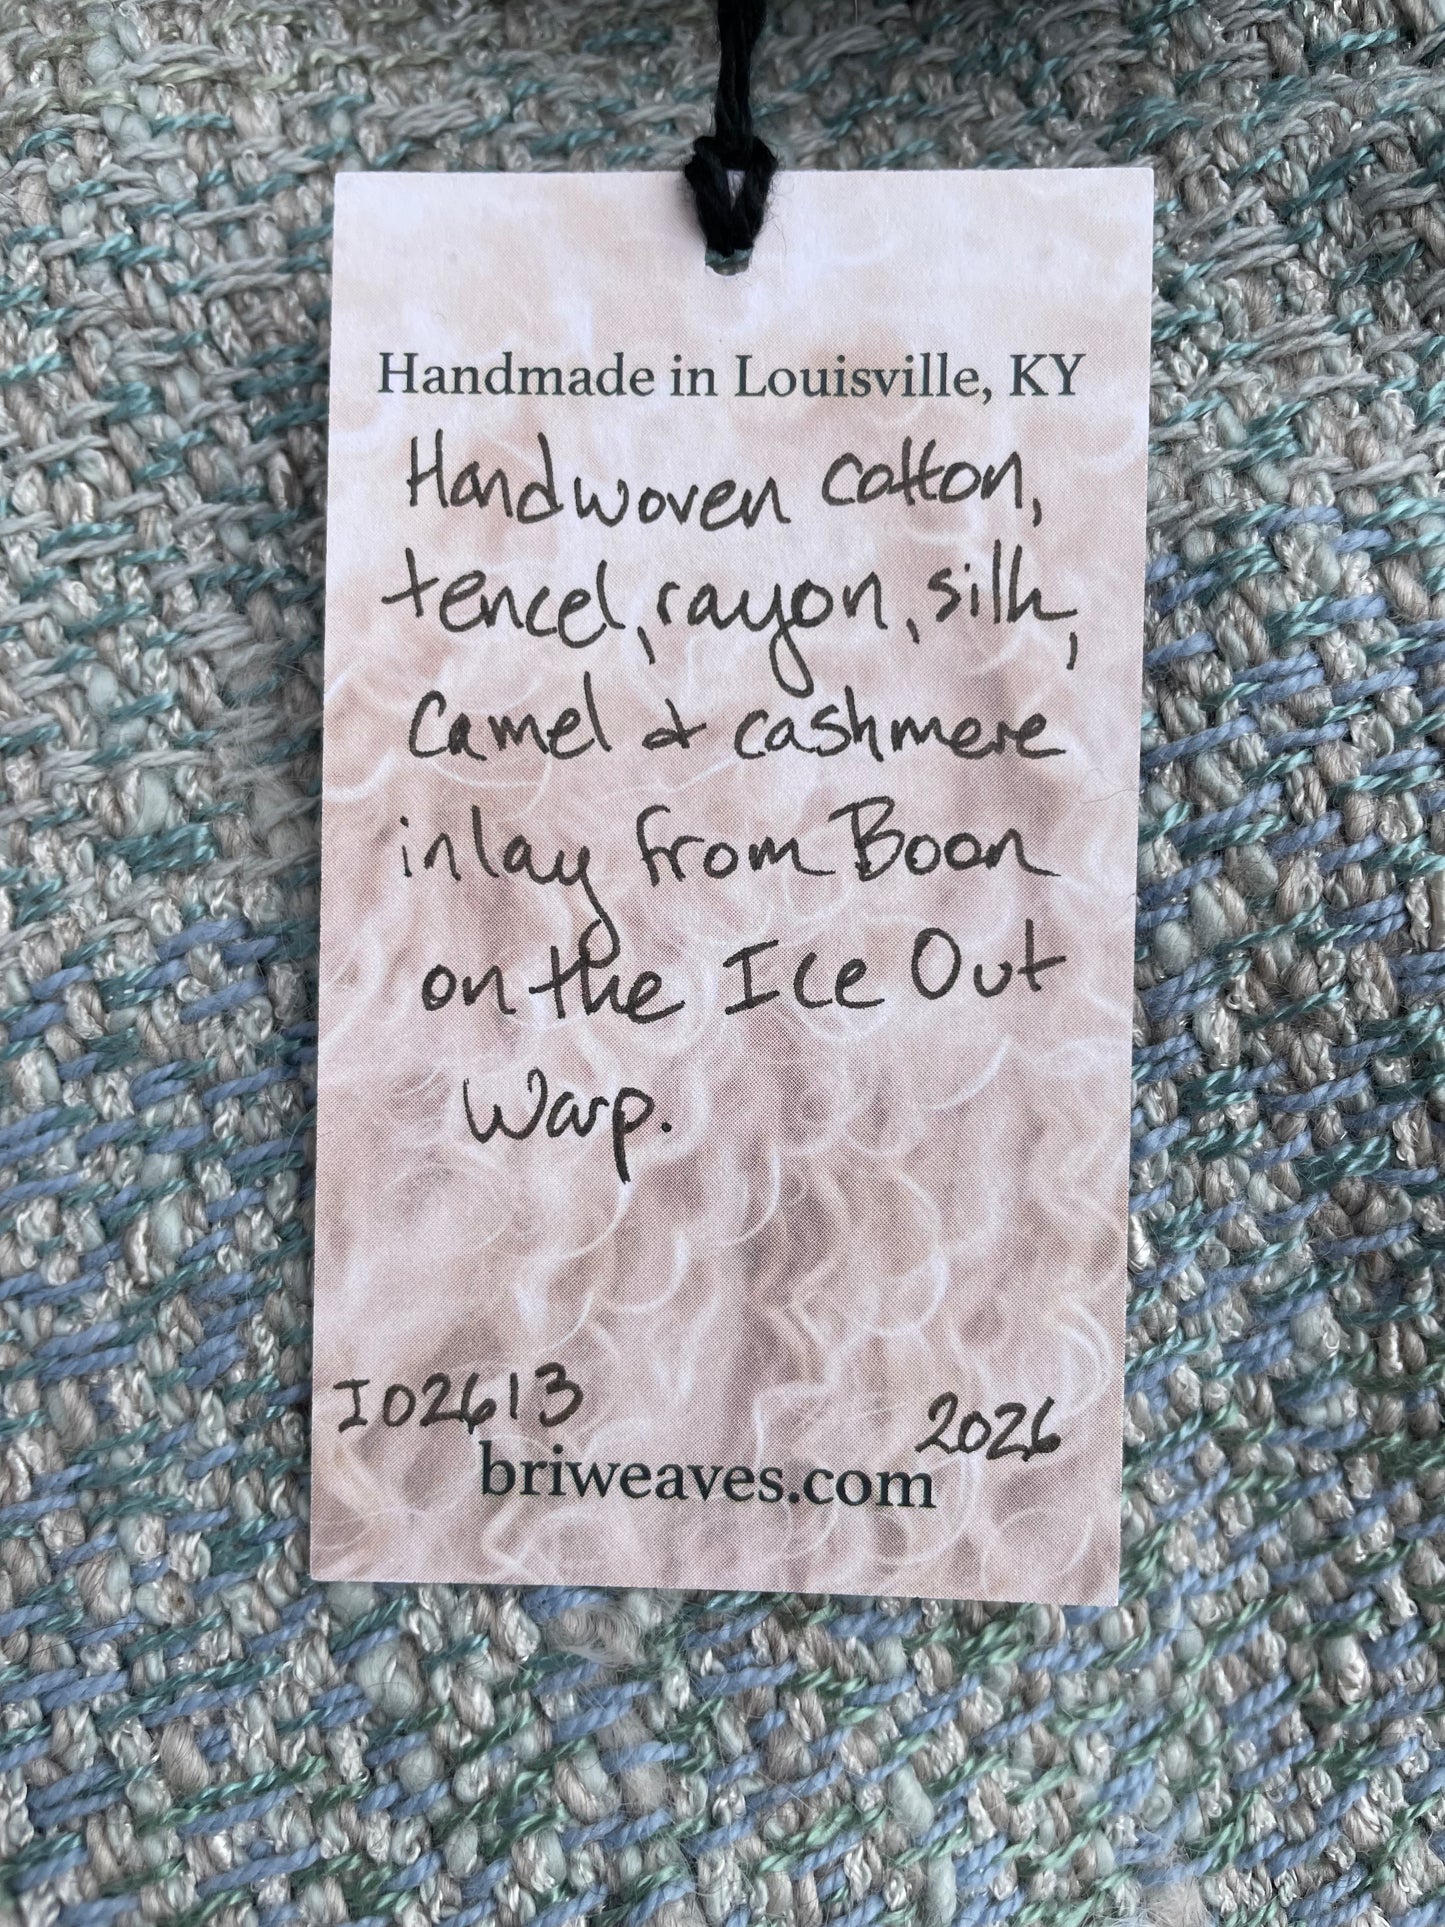 Handmade in Louisville, KY
Handwoven cotton,
tencel, rayon, silk,
Camel & cashmere
inlay from Boon
on the Ice Out
Warp.
I02613
2026
briweaves.com